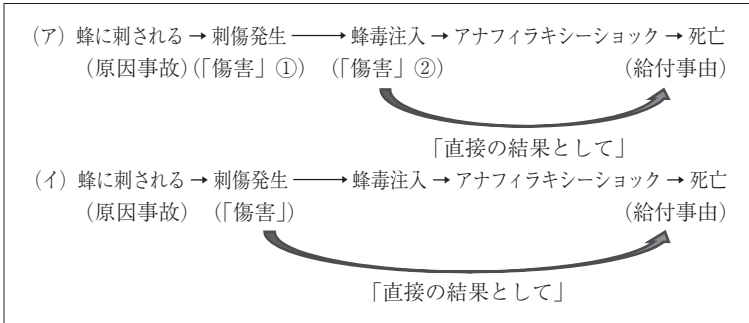 （ア）蜂に刺される→刺傷発生→蜂毒注入→アナフィラキシーショック→死亡
（原因事故）（「傷害」①）（「傷害」②）（給付事由）
「直接の結果として」
（イ）蜂に刺される→刺傷発生→蜂毒注入→アナフィラキシーショック→死亡
（原因事故）（「傷害」）（給付事由）
「直接の結果として」